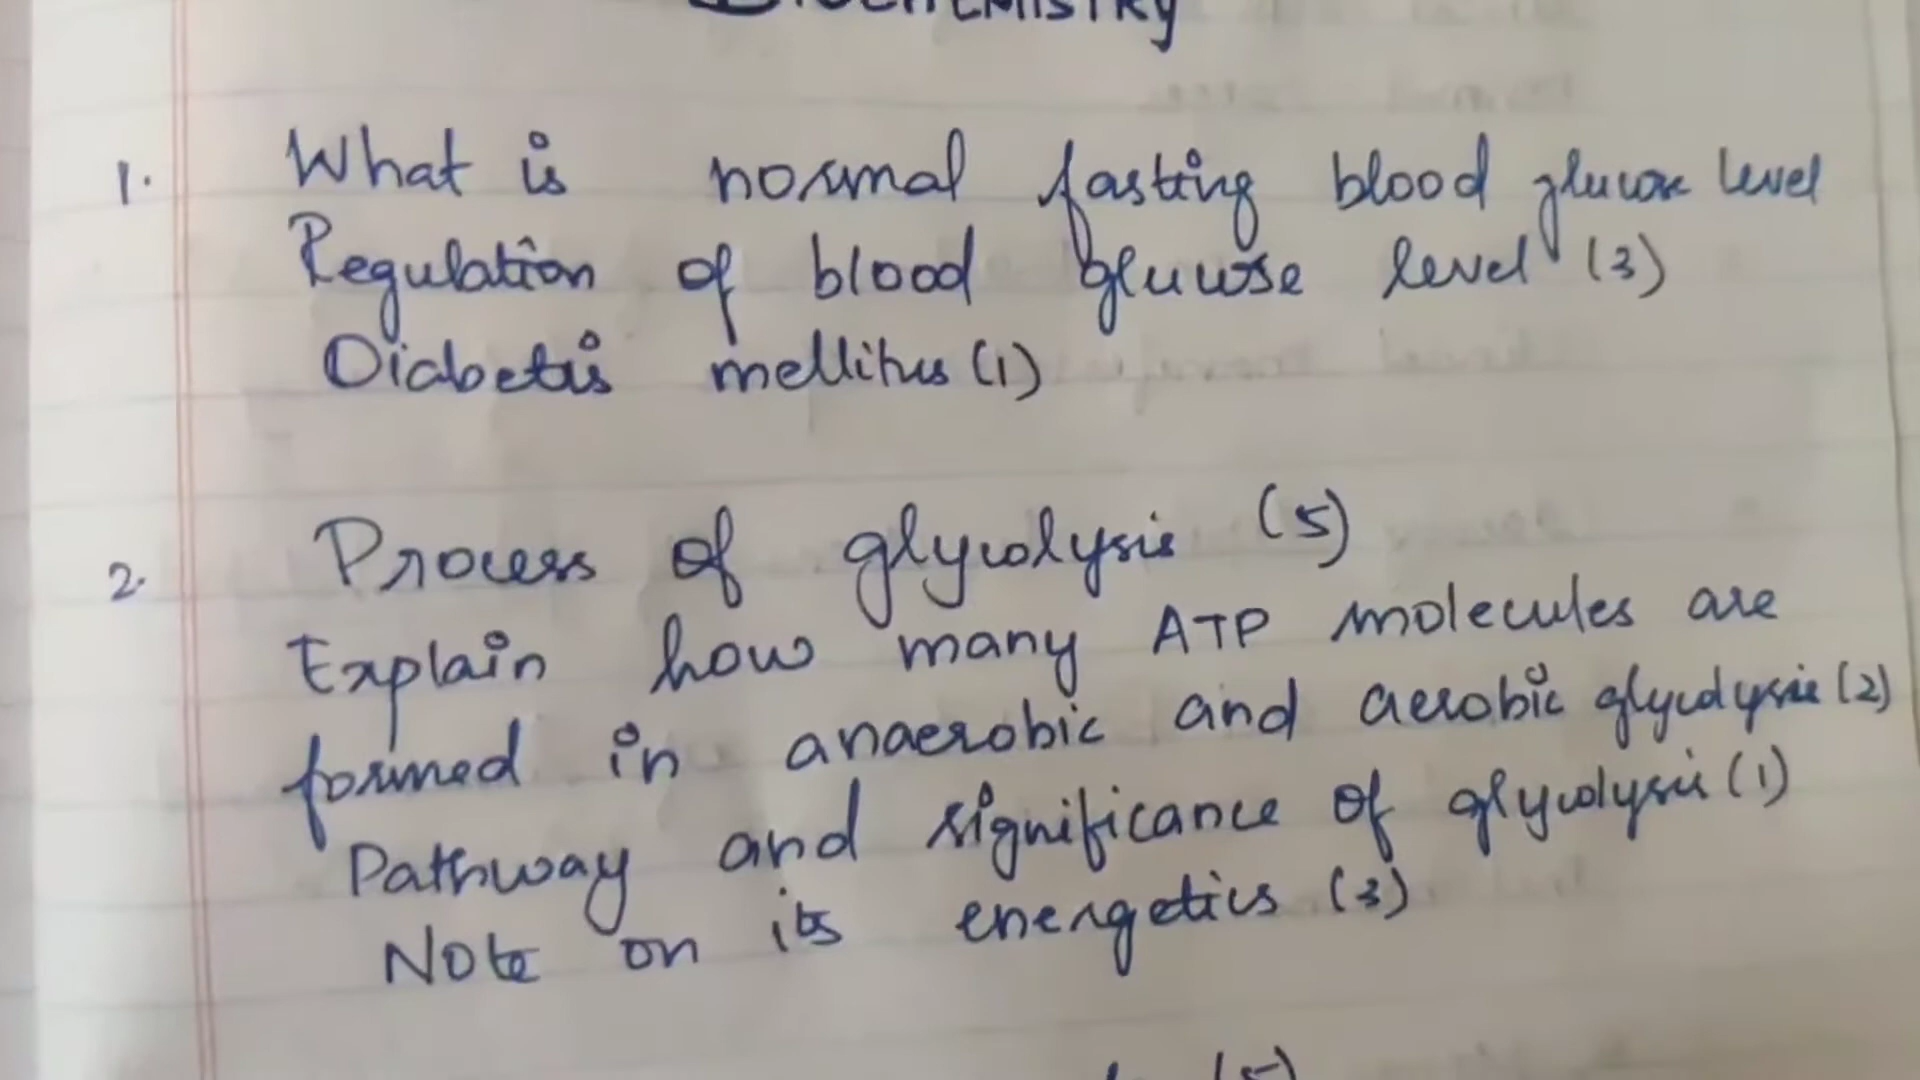 BIOCHEMISTRY
1. What is normal fasting blood glucose level
Regulation of blood glucose level (3)
Diabetis mellitus (1)
2. Process of glycolysis (5)
Explain how many ATP molecules are
formed in anaerobic and aerobic glycolysis (2)
Pathway and significance of glycolysis (1)
Note on its energetics (3)